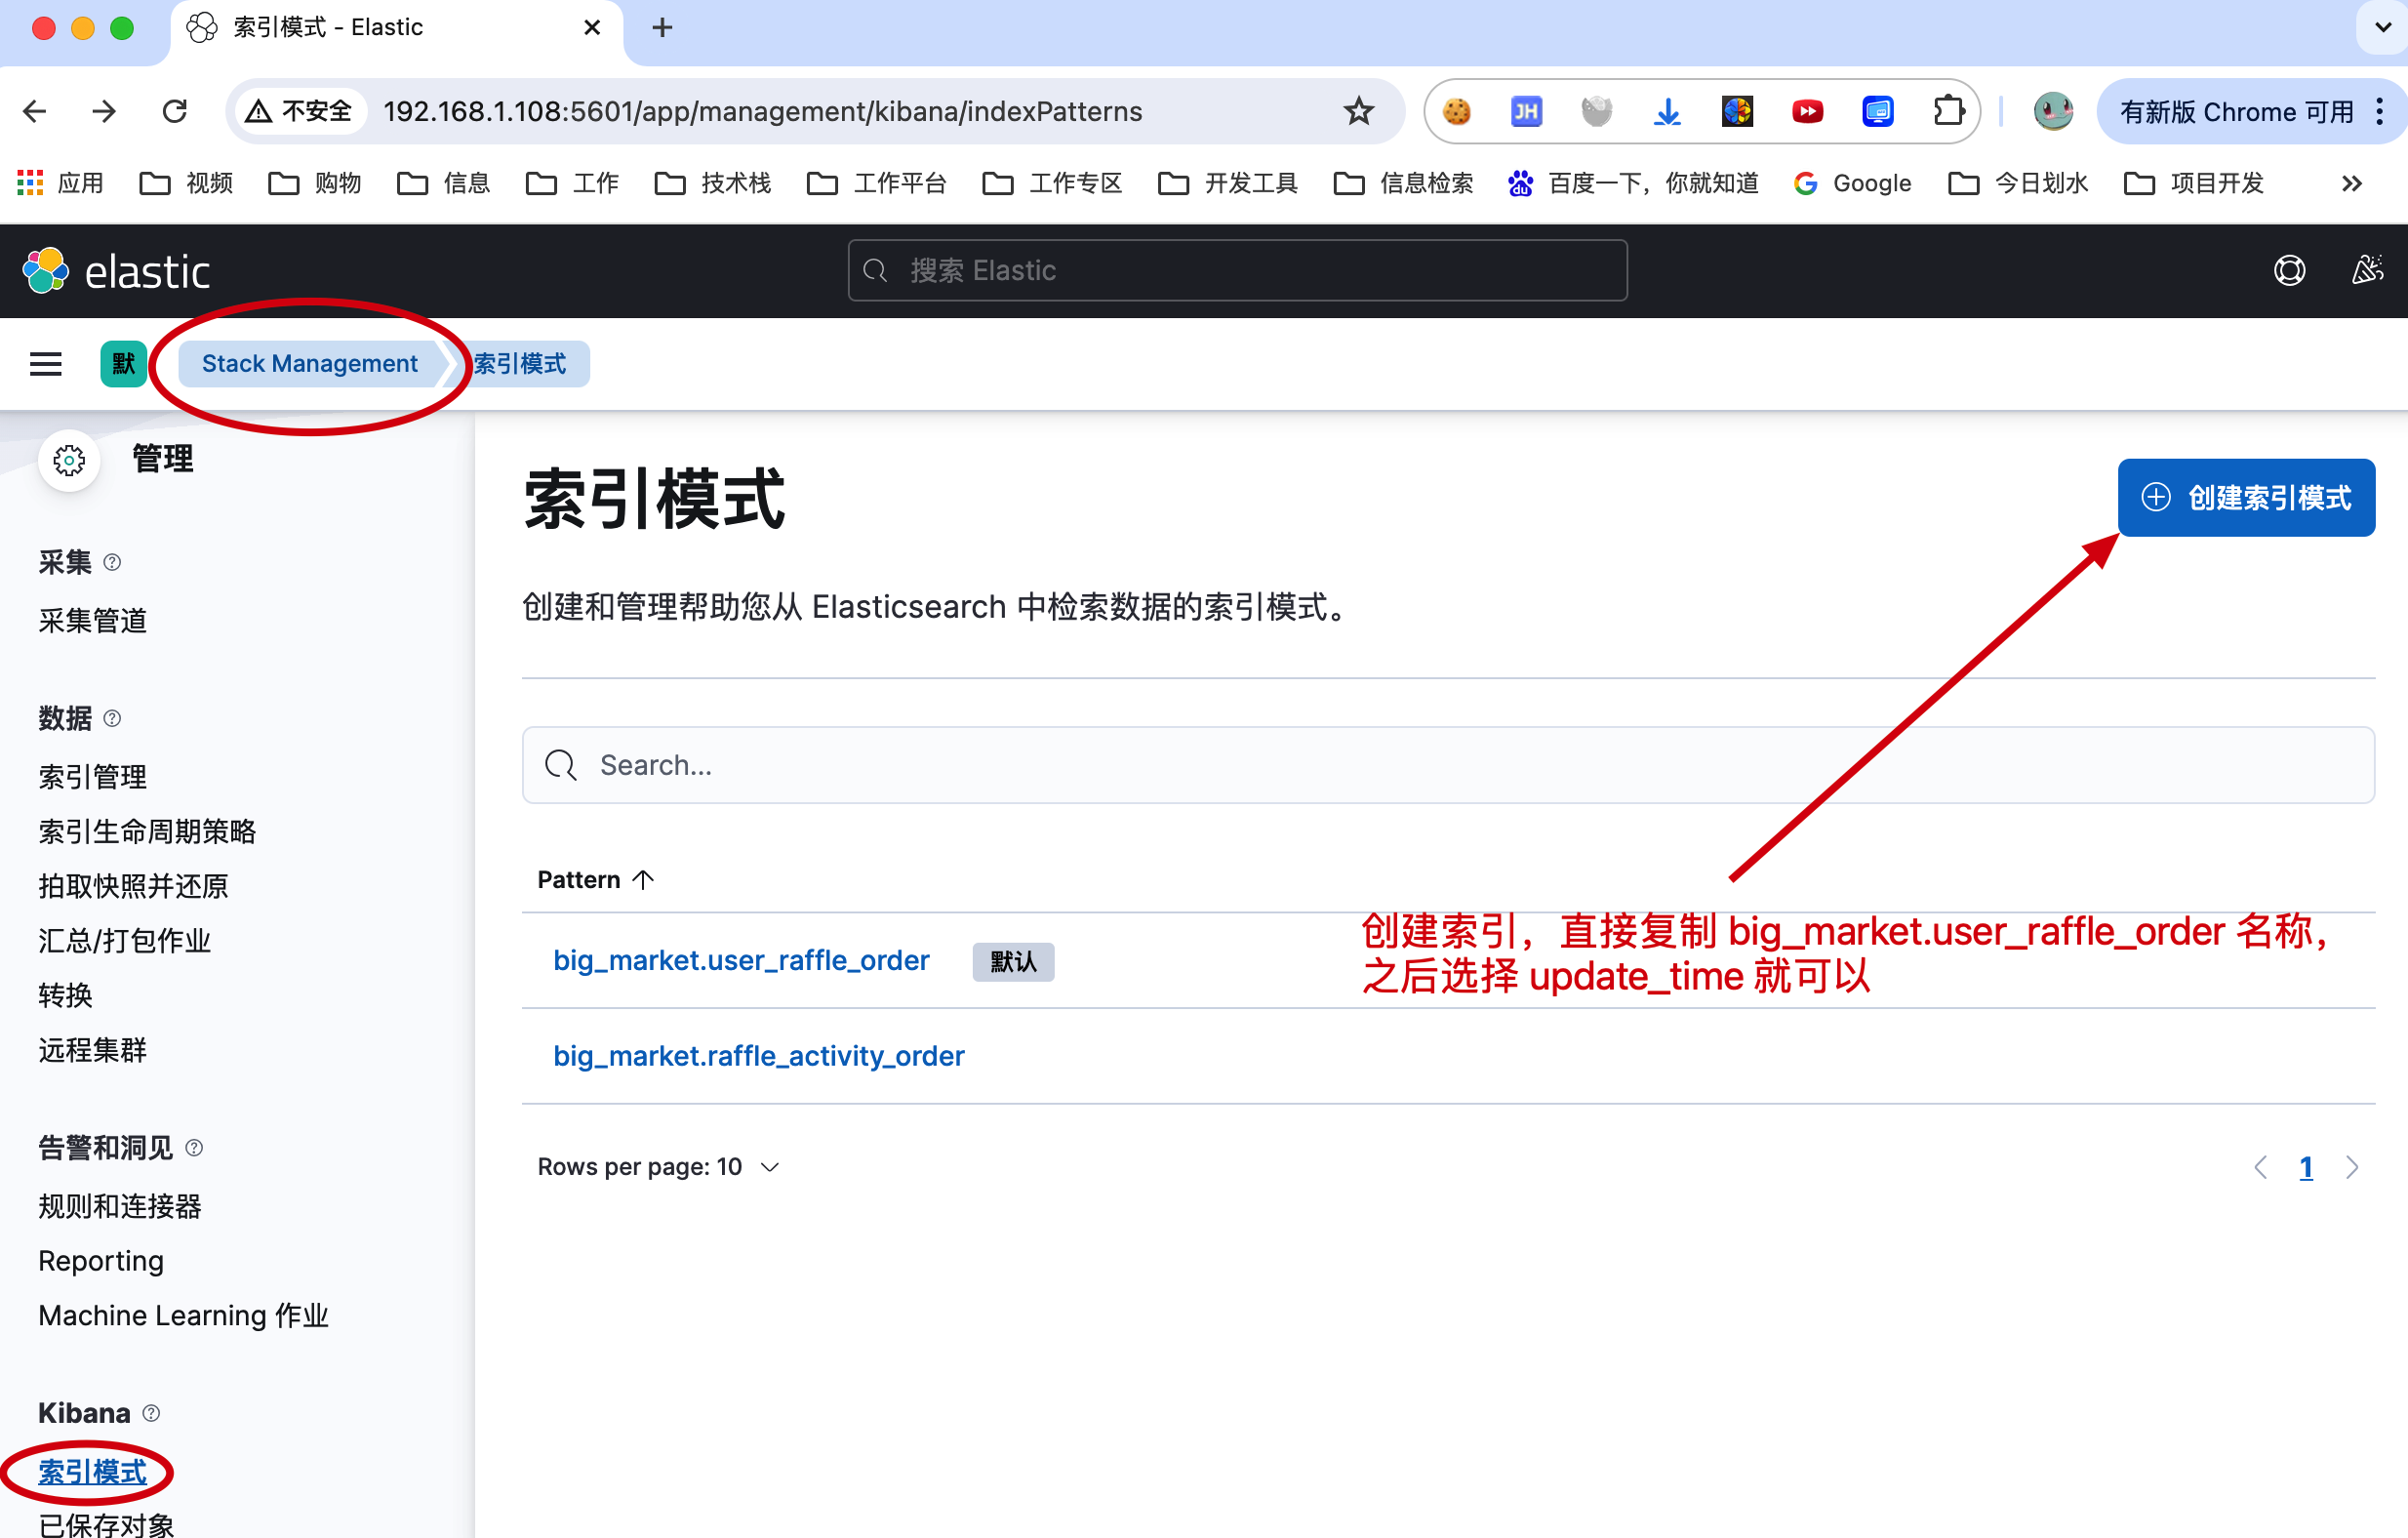 索引模式 - Elastic
不安全 192.168.1.108:5601/app/management/kibana/indexPatterns
JH
有新版 Chrome 可用
应用 视频 购物 信息 工作 技术栈 工作平台 工作专区 开发工具 信息检索 百度一下，你就知道 Google 今日划水 项目开发
elastic
搜索 Elastic
默 Stack Management 索引模式
管理
采集
采集管道
数据
索引管理
索引生命周期策略
拍取快照并还原
汇总/打包作业
转换
远程集群
告警和洞见
规则和连接器
Reporting
Machine Learning 作业
Kibana
索引模式
已保存对象
索引模式
创建索引模式
创建和管理帮助您从 Elasticsearch 中检索数据的索引模式。
Search...
Pattern
big_market.user_raffle_order 默认
创建索引，直接复制 big_market.user_raffle_order 名称，
之后选择 update_time 就可以
big_market.raffle_activity_order
Rows per page: 10
1